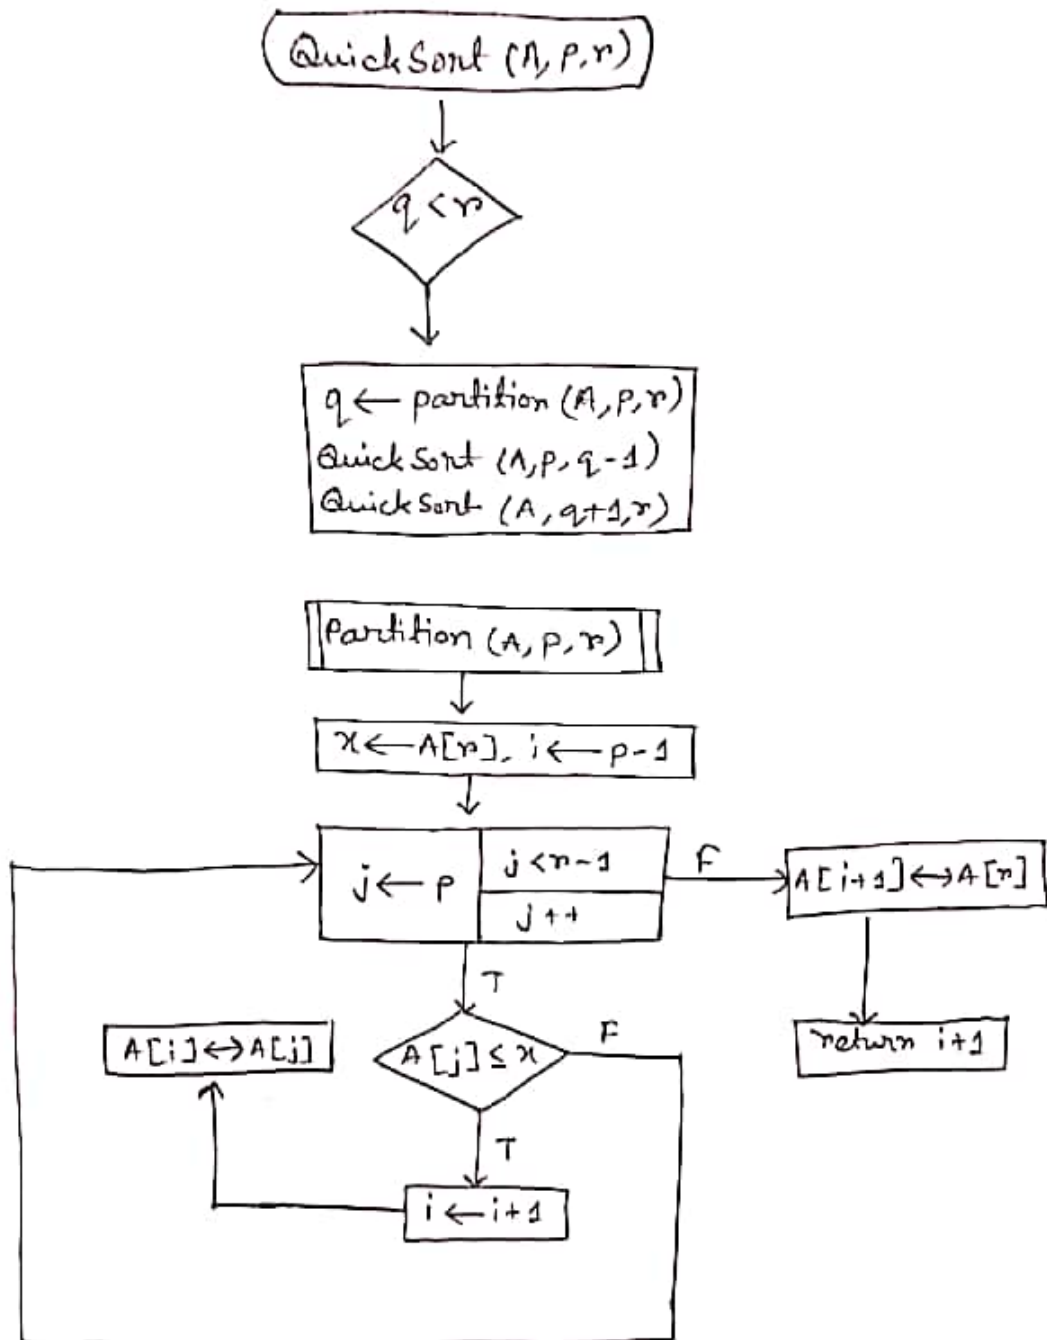 QuickSort (A, p, r)
q < r
q ← partition (A, p, r)
QuickSort (A, p, q-1)
QuickSort (A, q+1, r)
Partition (A, p, r)
x ← A[r], i ← p-1
j ← p
j < r-1
j++
F
A[i+1] ↔ A[r]
T
A[i] ↔ A[j]
A[j] ≤ x
F
return i+1
T
i ← i+1